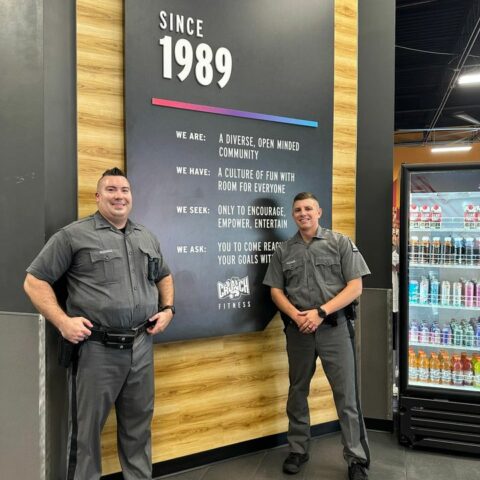 SINCE
1989
WE ARE: A DIVERSE, OPEN MINDED
COMMUNITY
WE HAVE: A CULTURE OF FUN WITH
ROOM FOR EVERYONE
WE SEEK: ONLY TO ENCOURAGE,
EMPOWER, ENTERTAIN
WE ASK: YOU TO COME REACH
YOUR GOALS WITH
CRUNCH
FITNESS